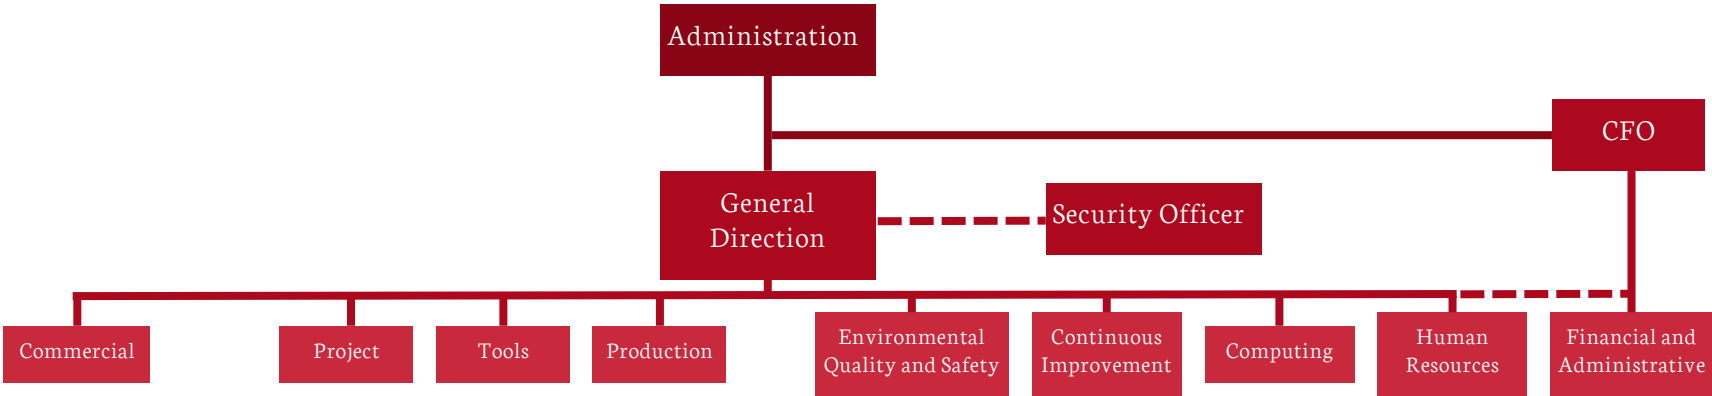 Administration
CFO
General
Direction
Security Officer
Commercial
Project
Tools
Production
Environmental
Quality and Safety
Continuous
Improvement
Computing
Human
Resources
Financial and
Administrative